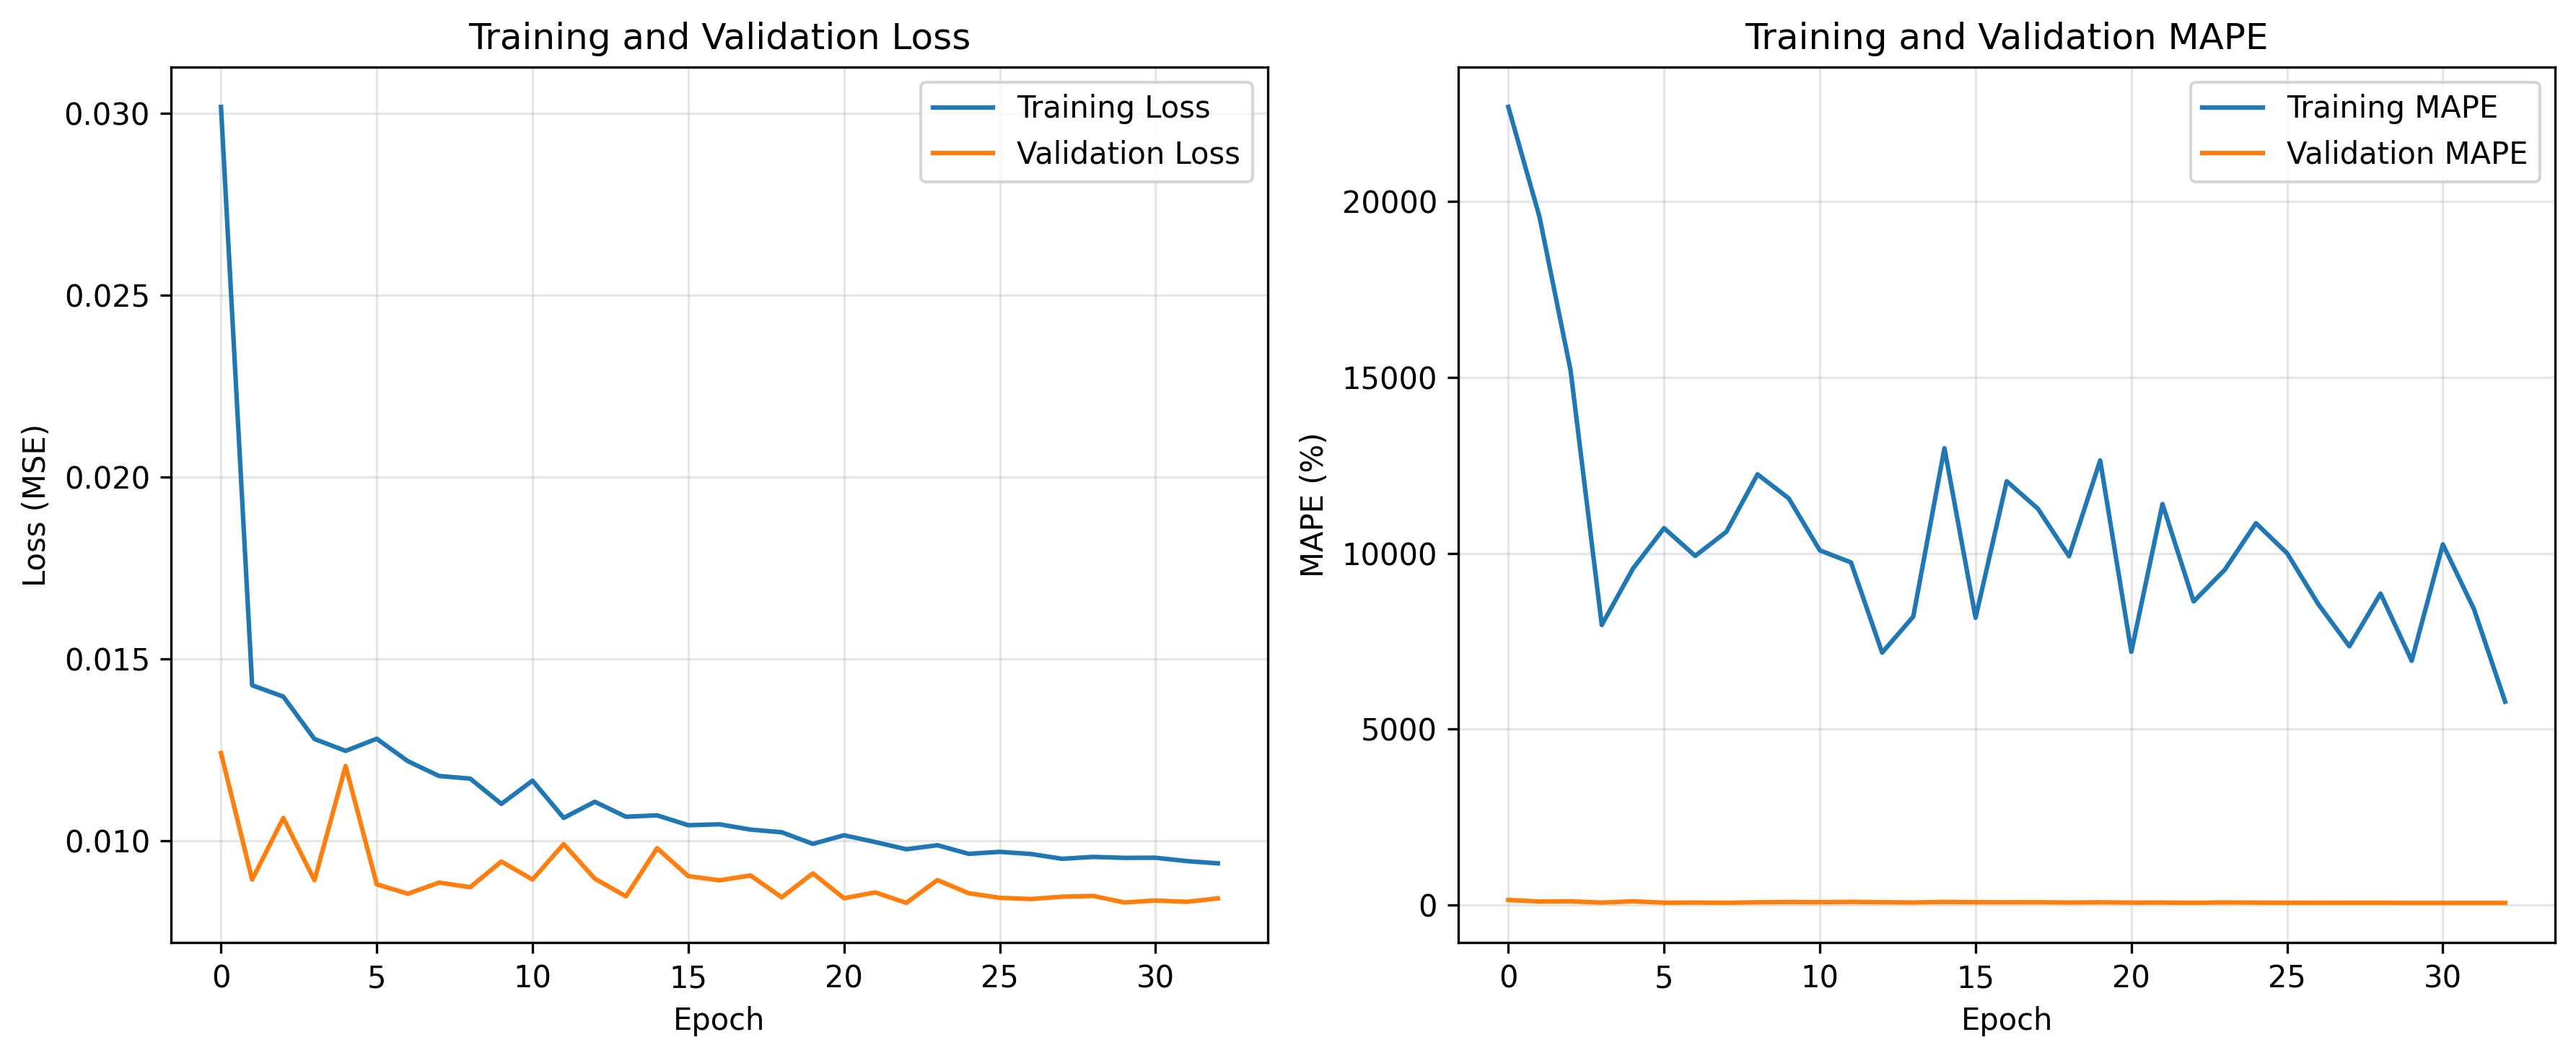 Training and Validation Loss
Training Loss
Validation Loss
0.030
0.025
0.020
0.015
0.010
Loss (MSE)
0 5 10 15 20 25 30
Epoch
Training and Validation MAPE
Training MAPE
Validation MAPE
20000
15000
10000
5000
0
MAPE (%)
0 5 10 15 20 25 30
Epoch